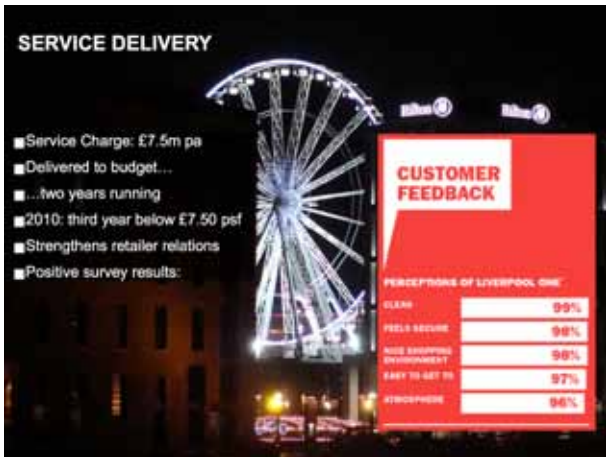 SERVICE DELIVERY
Service Charge: £7.5m pa
Delivered to budget…
…two years running
2010: third year below £7.50 psf
Strengthens retailer relations
Positive survey results:
Hilton
Hilton
CUSTOMER
FEEDBACK
PERCEPTIONS OF LIVERPOOL ONE
CLEAN 99%
FEELS SECURE 98%
NICE SHOPPING
ENVIRONMENT 98%
EASY TO GET TO 97%
ATMOSPHERE 96%